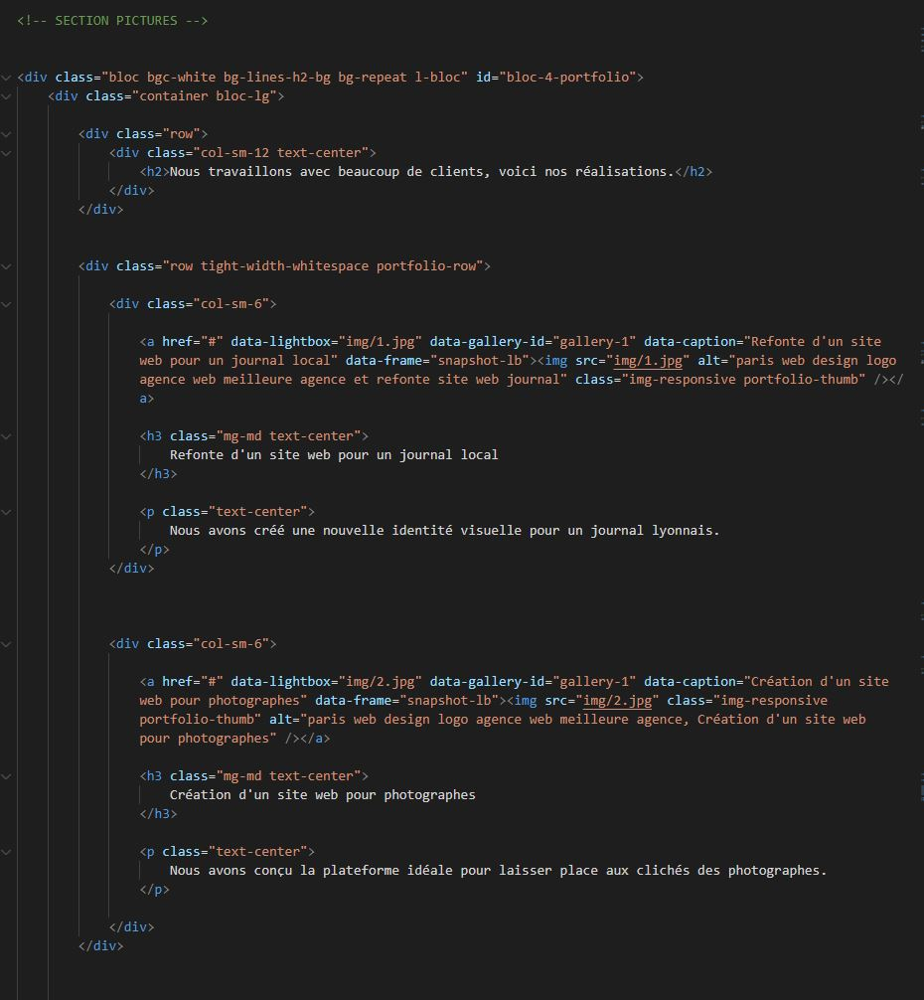 <!-- SECTION PICTURES -->
<div class="bloc bgc-white bg-lines-h2-bg bg-repeat l-bloc" id="bloc-4-portfolio">
<div class="container bloc-lg">
<div class="row">
<div class="col-sm-12 text-center">
<h2>Nous travaillons avec beaucoup de clients, voici nos réalisations.</h2>
</div>
</div>
<div class="row tight-width-whitespace portfolio-row">
<div class="col-sm-6">
<a href="#" data-lightbox="img/1.jpg" data-gallery-id="gallery-1" data-caption="Refonte d'un site
web pour un journal local" data-frame="snapshot-lb"><img src="img/1.jpg" alt="paris web design logo
agence web meilleure agence et refonte site web journal" class="img-responsive portfolio-thumb" /></
a>
<h3 class="mg-md text-center">
Refonte d'un site web pour un journal local
</h3>
<p class="text-center">
Nous avons créé une nouvelle identité visuelle pour un journal lyonnais.
</p>
</div>
<div class="col-sm-6">
<a href="#" data-lightbox="img/2.jpg" data-gallery-id="gallery-1" data-caption="Création d'un site
web pour photographes" data-frame="snapshot-lb"><img src="img/2.jpg" class="img-responsive
portfolio-thumb" alt="paris web design logo agence web meilleure agence, Création d'un site web
pour photographes" /></a>
<h3 class="mg-md text-center">
Création d'un site web pour photographes
</h3>
<p class="text-center">
Nous avons conçu la plateforme idéale pour laisser place aux clichés des photographes.
</p>
</div>
</div>